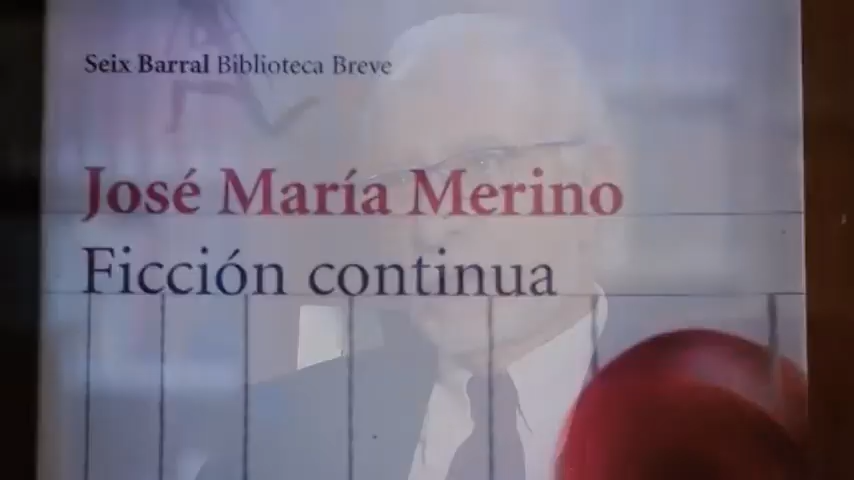 Seix Barral Biblioteca Breve
José María Merino
Ficción continua